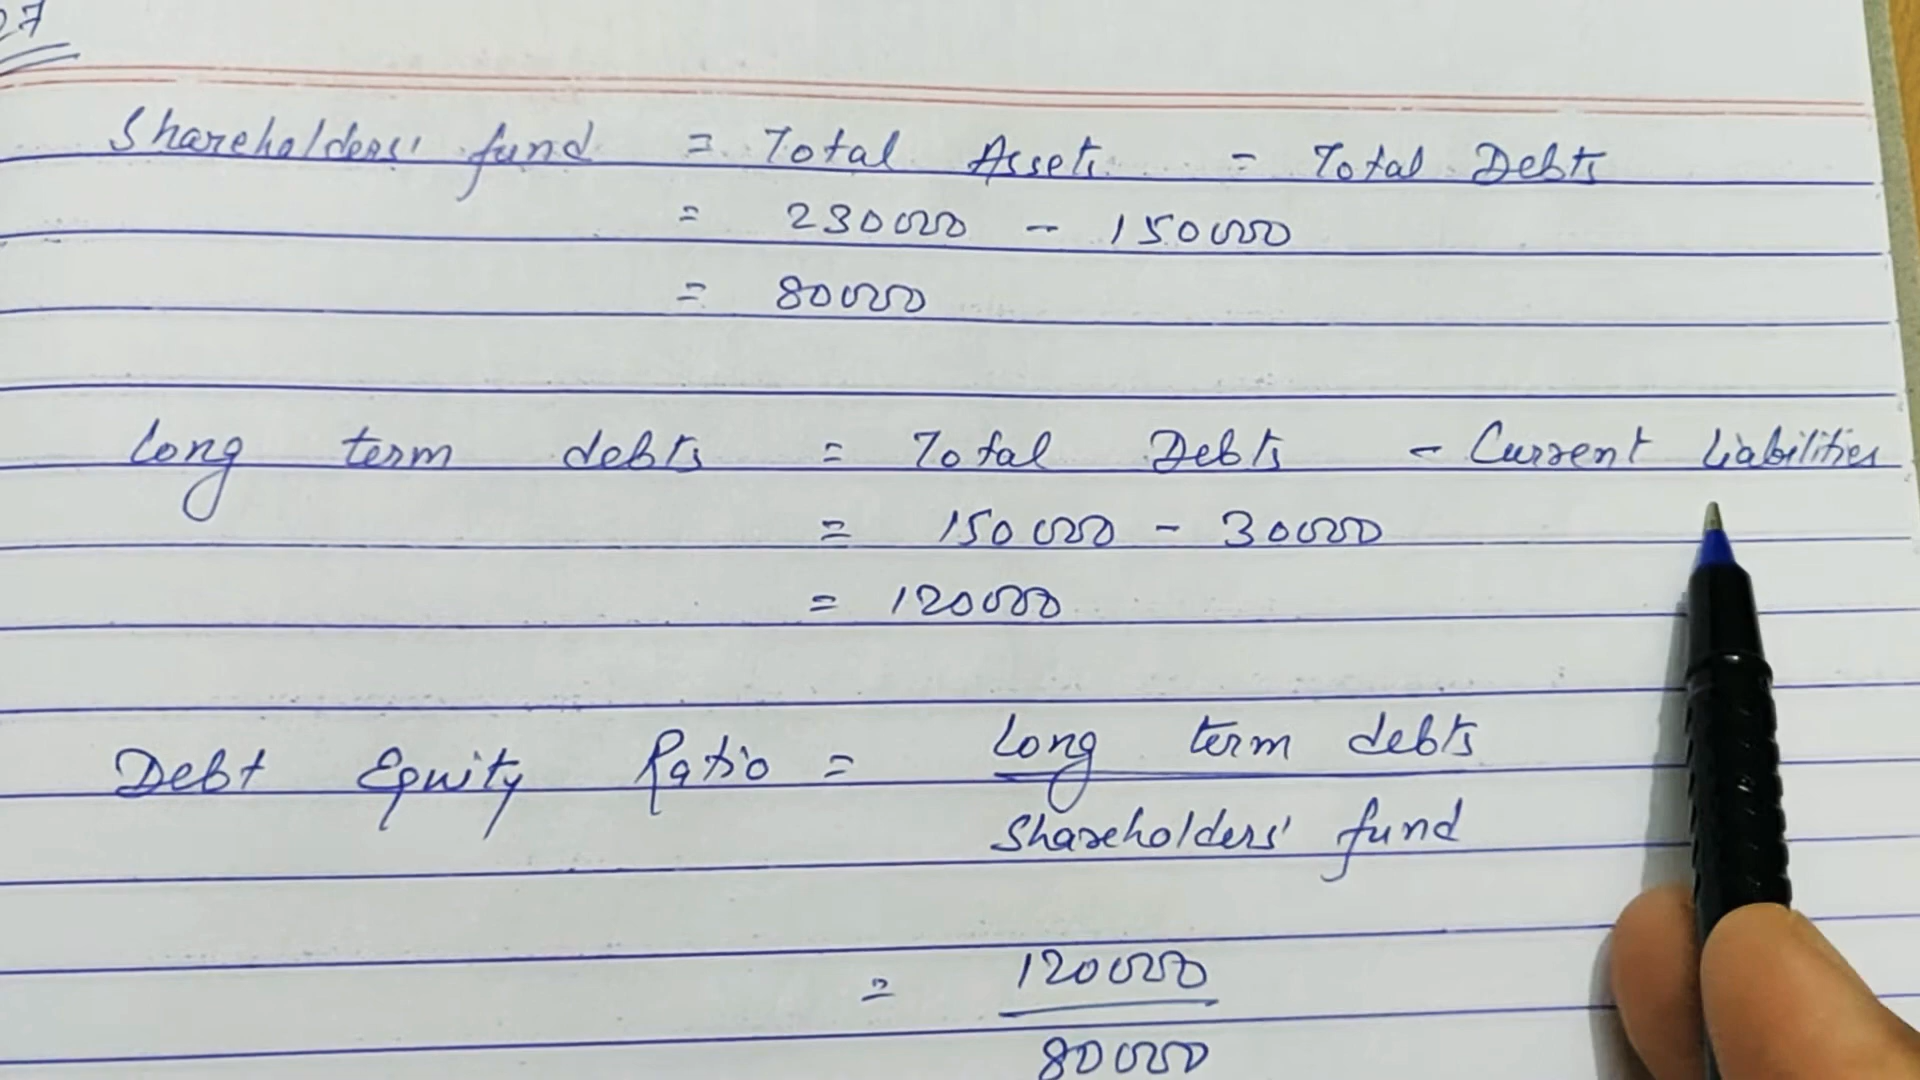 27
Shareholders' fund = Total Assets - Total Debts
= 230000 - 150000
= 80000
Long term debts = Total Debts - Current Liabilities
= 150000 - 30000
= 120000
Debt Equity Ratio = Long term debts
Shareholders' fund
= 120000
80000